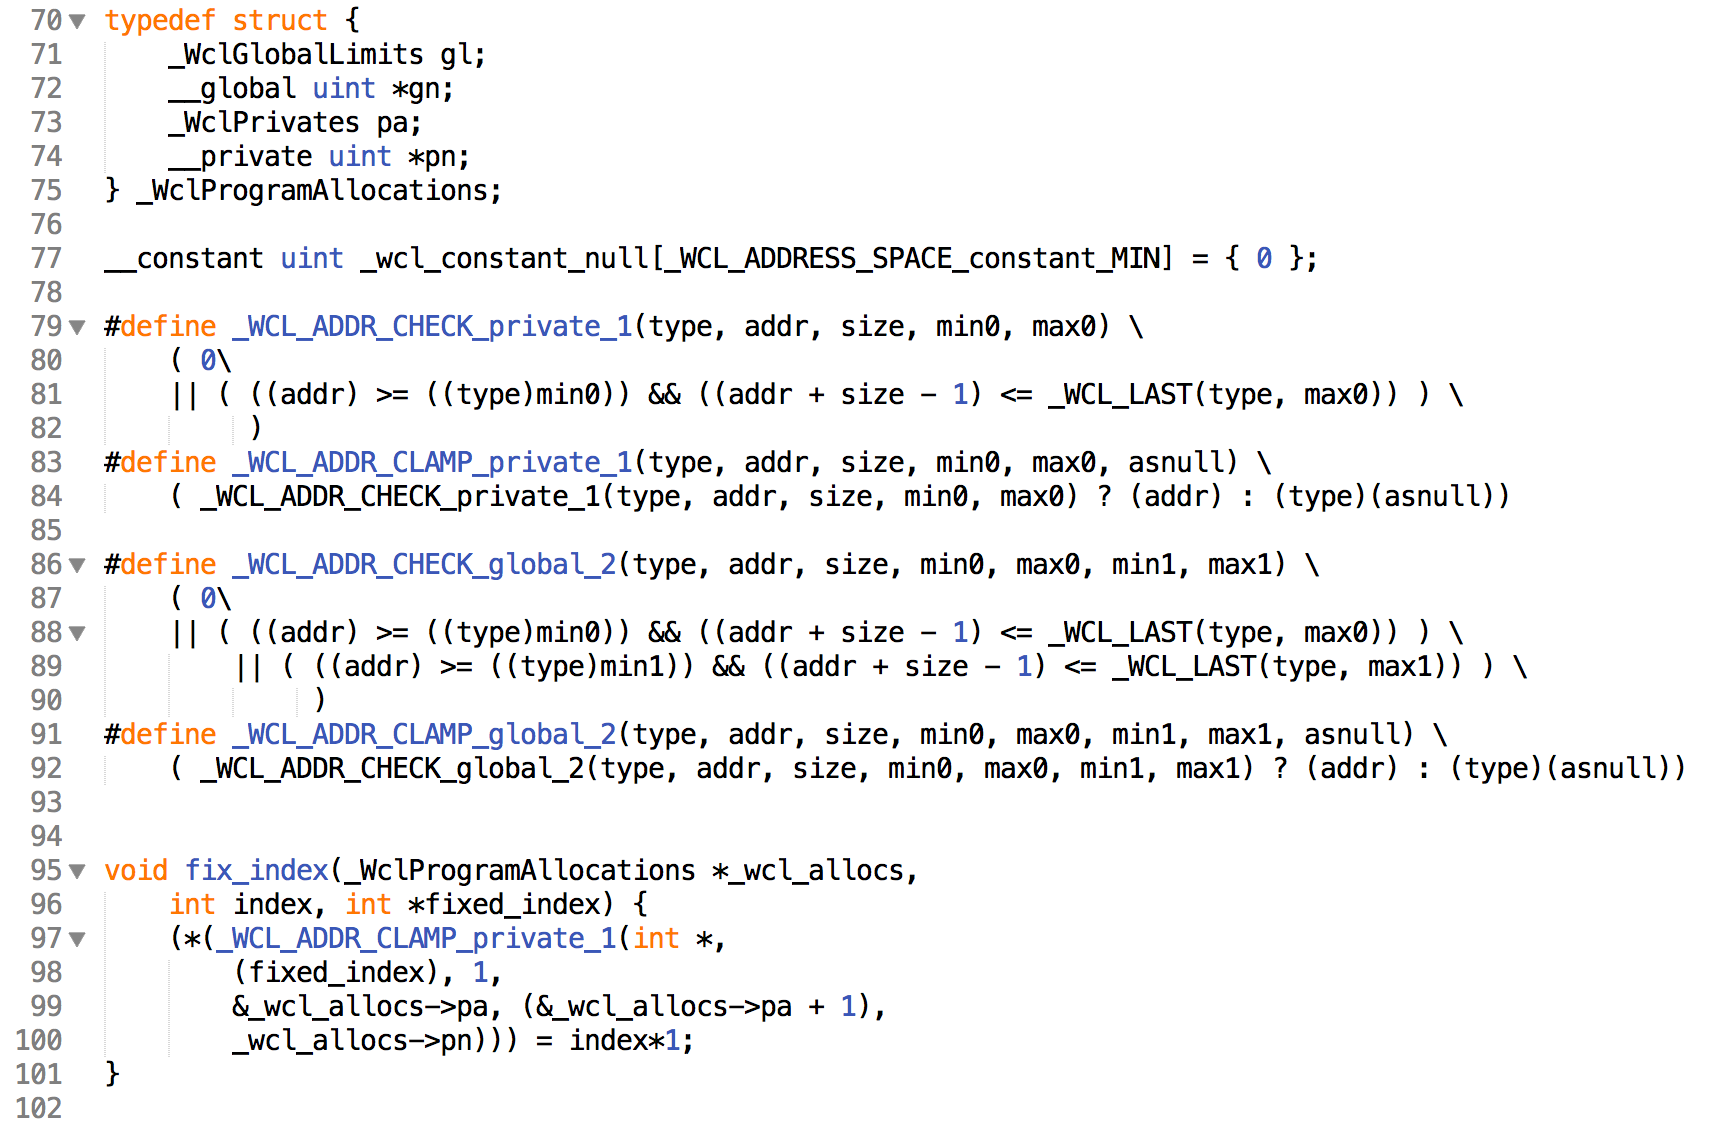 70 typedef struct {
71     _WclGlobalLimits gl;
72     __global uint *gn;
73     _WclPrivates pa;
74     __private uint *pn;
75 } _WclProgramAllocations;
76
77 __constant uint _wcl_constant_null[_WCL_ADDRESS_SPACE_constant_MIN] = { 0 };
78
79 #define _WCL_ADDR_CHECK_private_1(type, addr, size, min0, max0) \
80     ( 0\
81     || ( ((addr) >= ((type)min0)) && ((addr + size - 1) <= _WCL_LAST(type, max0)) ) \
82          )
83 #define _WCL_ADDR_CLAMP_private_1(type, addr, size, min0, max0, asnull) \
84     ( _WCL_ADDR_CHECK_private_1(type, addr, size, min0, max0) ? (addr) : (type)(asnull))
85
86 #define _WCL_ADDR_CHECK_global_2(type, addr, size, min0, max0, min1, max1) \
87     ( 0\
88     || ( ((addr) >= ((type)min0)) && ((addr + size - 1) <= _WCL_LAST(type, max0)) ) \
89         || ( ((addr) >= ((type)min1)) && ((addr + size - 1) <= _WCL_LAST(type, max1)) ) \
90              )
91 #define _WCL_ADDR_CLAMP_global_2(type, addr, size, min0, max0, min1, max1, asnull) \
92     ( _WCL_ADDR_CHECK_global_2(type, addr, size, min0, max0, min1, max1) ? (addr) : (type)(asnull))
93
94
95 void fix_index(_WclProgramAllocations *_wcl_allocs,
96     int index, int *fixed_index) {
97     (*(_WCL_ADDR_CLAMP_private_1(int *,
98         (fixed_index), 1,
99         &_wcl_allocs->pa, (&_wcl_allocs->pa + 1),
100         _wcl_allocs->pn))) = index*1;
101 }
102